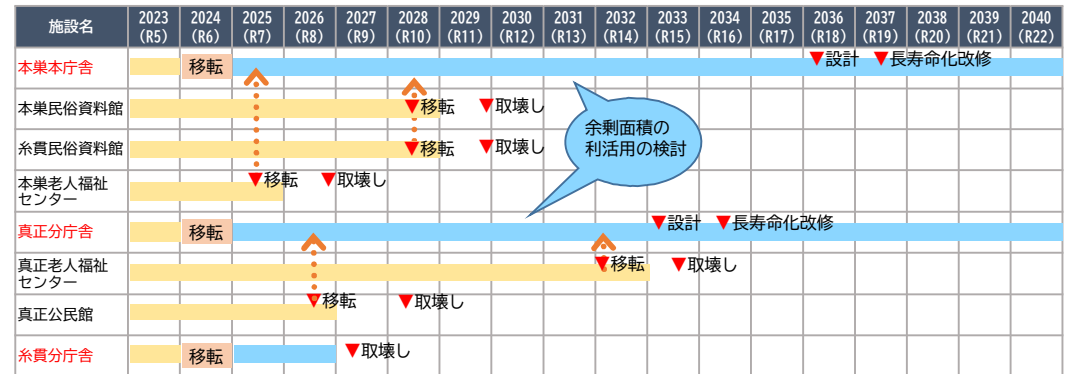 施設名 2023 2024 2025 2026 2027 2028 2029 2030 2031 2032 2033 2034 2035 2036 2037 2038 2039 2040
(R5) (R6) (R7) (R8) (R9) (R10) (R11) (R12) (R13) (R14) (R15) (R16) (R17) (R18) (R19) (R20) (R21) (R22)
本巣本庁舎 移転 ▼設計 ▼長寿命化改修
本巣民俗資料館 ▼移転 ▼取壊し
余剰面積の
利活用の検討
糸貫民俗資料館 ▼移転 ▼取壊し
本巣老人福祉
センター ▼移転 ▼取壊し
真正分庁舎 移転 ▼設計 ▼長寿命化改修
真正老人福祉
センター ▼移転 ▼取壊し
真正公民館 ▼移転 ▼取壊し
糸貫分庁舎 移転 ▼取壊し